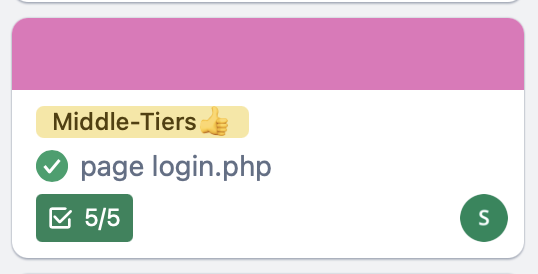 Middle-Tiers👍
page login.php
5/5
S